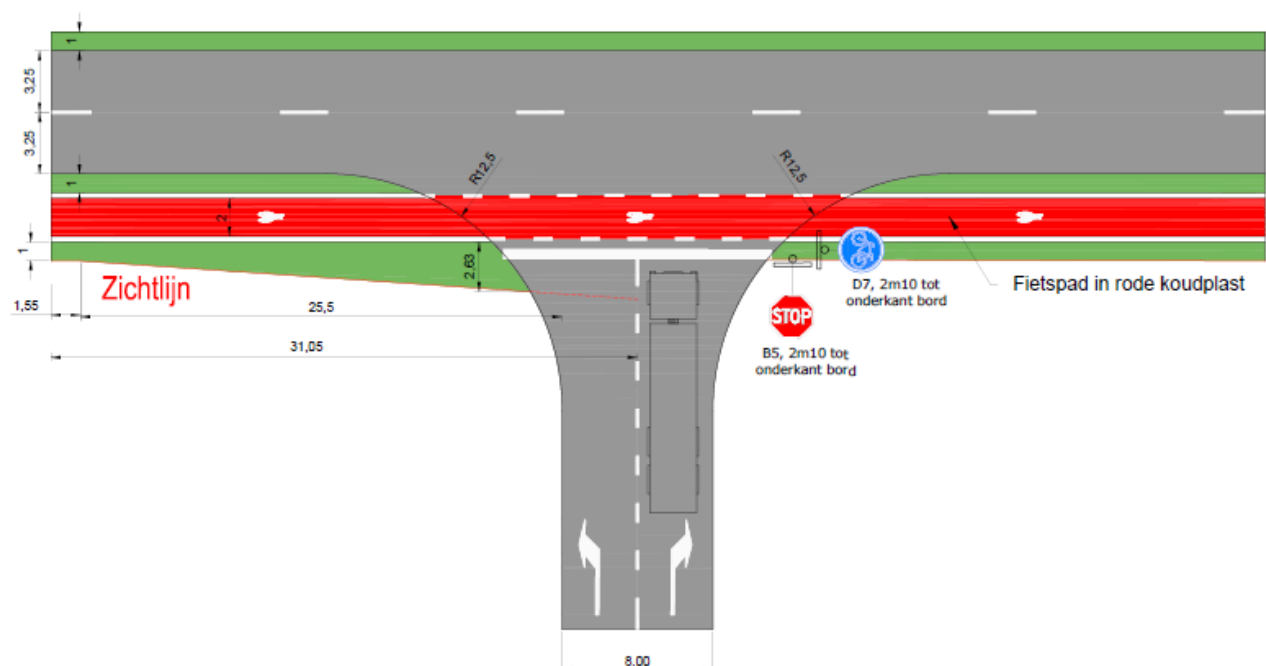 1
3,25
3,25
1
2
1
R12,5
R12,5
2,63
Zichtlijn
1,55
25,5
31,05
STOP
D7, 2m10 tot
onderkant bord
B5, 2m10 tot
onderkant bord
Fietspad in rode koudplast
8,00